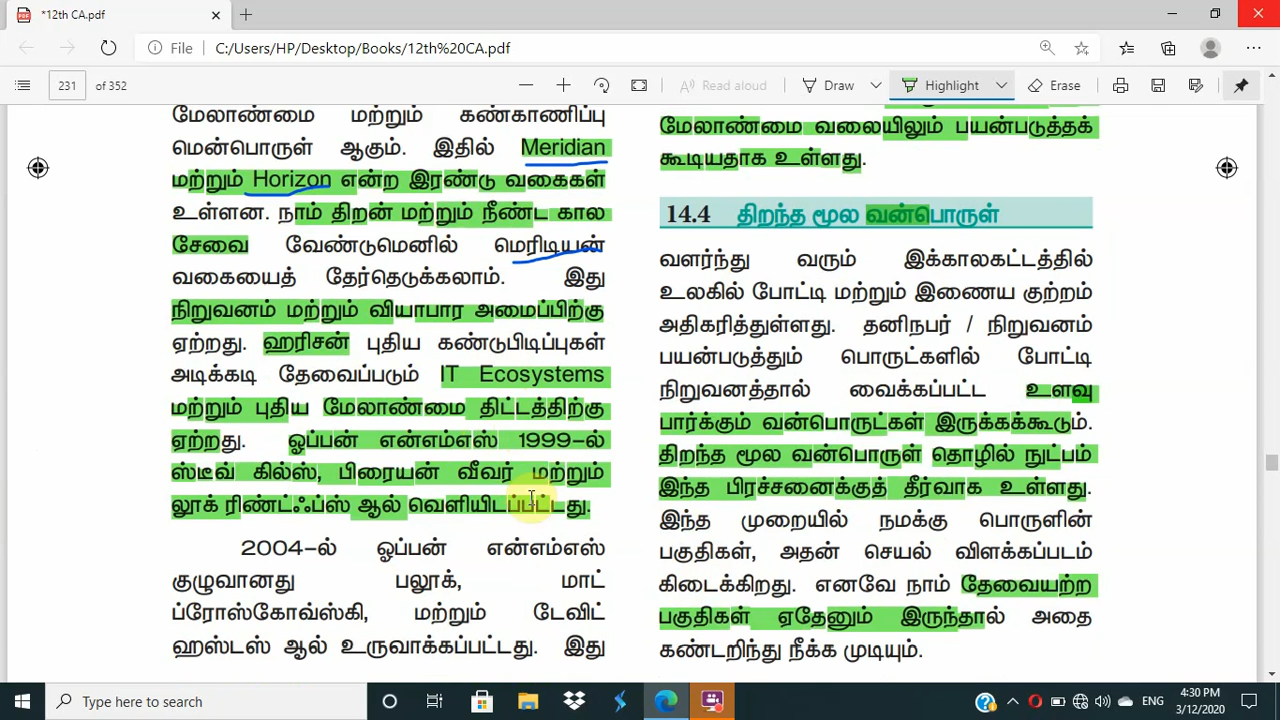 *12th CA.pdf
File
C:/Users/HP/Desktop/Books/12th%20CA.pdf
231 of 352
Read aloud
Draw
Highlight
Erase
மேலாண்மை மற்றும் கண்காணிப்பு
மென்பொருள் ஆகும். இதில் Meridian
மற்றும் Horizon என்ற இரண்டு வகைகள்
உள்ளன. நாம் திறன் மற்றும் நீண்ட கால
சேவை வேண்டுமெனில் மெரிடியன்
வகையைத் தேர்தெடுக்கலாம். இது
நிறுவனம் மற்றும் வியாபார அமைப்பிற்கு
ஏற்றது. ஹரிசன் புதிய கண்டுபிடிப்புகள்
அடிக்கடி தேவைப்படும் IT Ecosystems
மற்றும் புதிய மேலாண்மை திட்டத்திற்கு
ஏற்றது. ஓப்பன் என்எம்எஸ் 1999-ல்
ஸ்டீவ் கில்ஸ், பிரையன் வீவர் மற்றும்
லூக் ரிண்ட்ஃப்ஸ் ஆல் வெளியிடப்பட்டது.
2004-ல் ஓப்பன் என்எம்எஸ்
குழுவானது பலூக், மாட்
ப்ரோஸ்கோவ்ஸ்கி, மற்றும் டேவிட்
ஹஸ்டஸ் ஆல் உருவாக்கப்பட்டது. இது
மேலாண்மை வலையிலும் பயன்படுத்தக்
கூடியதாக உள்ளது.
14.4 திறந்த மூல வன்பொருள்
வளர்ந்து வரும் இக்காலகட்டத்தில்
உலகில் போட்டி மற்றும் இணைய குற்றம்
அதிகரித்துள்ளது. தனிநபர் / நிறுவனம்
பயன்படுத்தும் பொருட்களில் போட்டி
நிறுவனத்தால் வைக்கப்பட்ட உளவு
பார்க்கும் வன்பொருட்கள் இருக்கக்கூடும்.
திறந்த மூல வன்பொருள் தொழில் நுட்பம்
இந்த பிரச்சனைக்குத் தீர்வாக உள்ளது.
இந்த முறையில் நமக்கு பொருளின்
பகுதிகள், அதன் செயல் விளக்கப்படம்
கிடைக்கிறது. எனவே நாம் தேவையற்ற
பகுதிகள் ஏதேனும் இருந்தால் அதை
கண்டறிந்து நீக்க முடியும்.
Type here to search
ENG
4:30 PM
3/12/2020